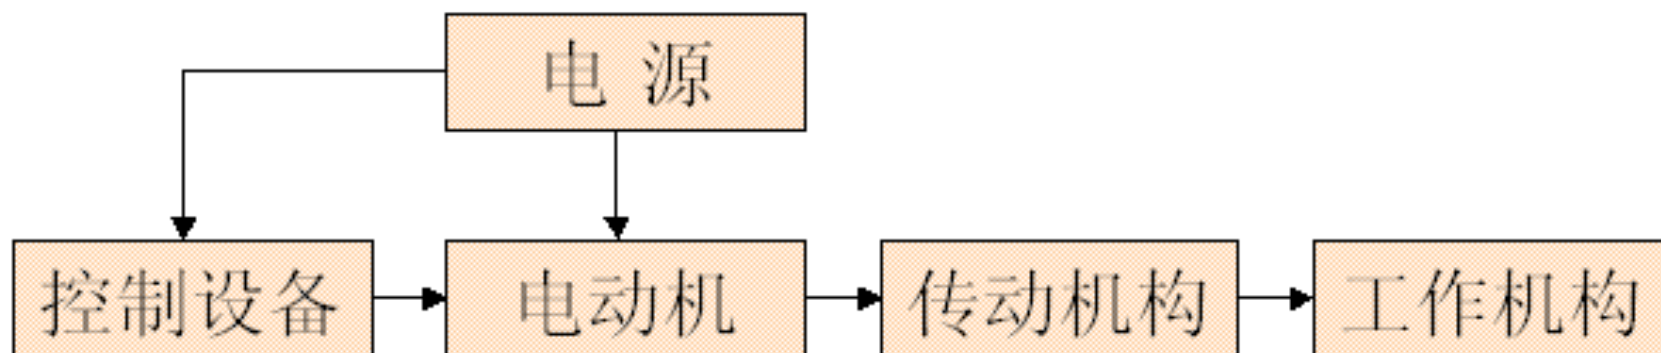 电 源
控制设备
电动机
传动机构
工作机构